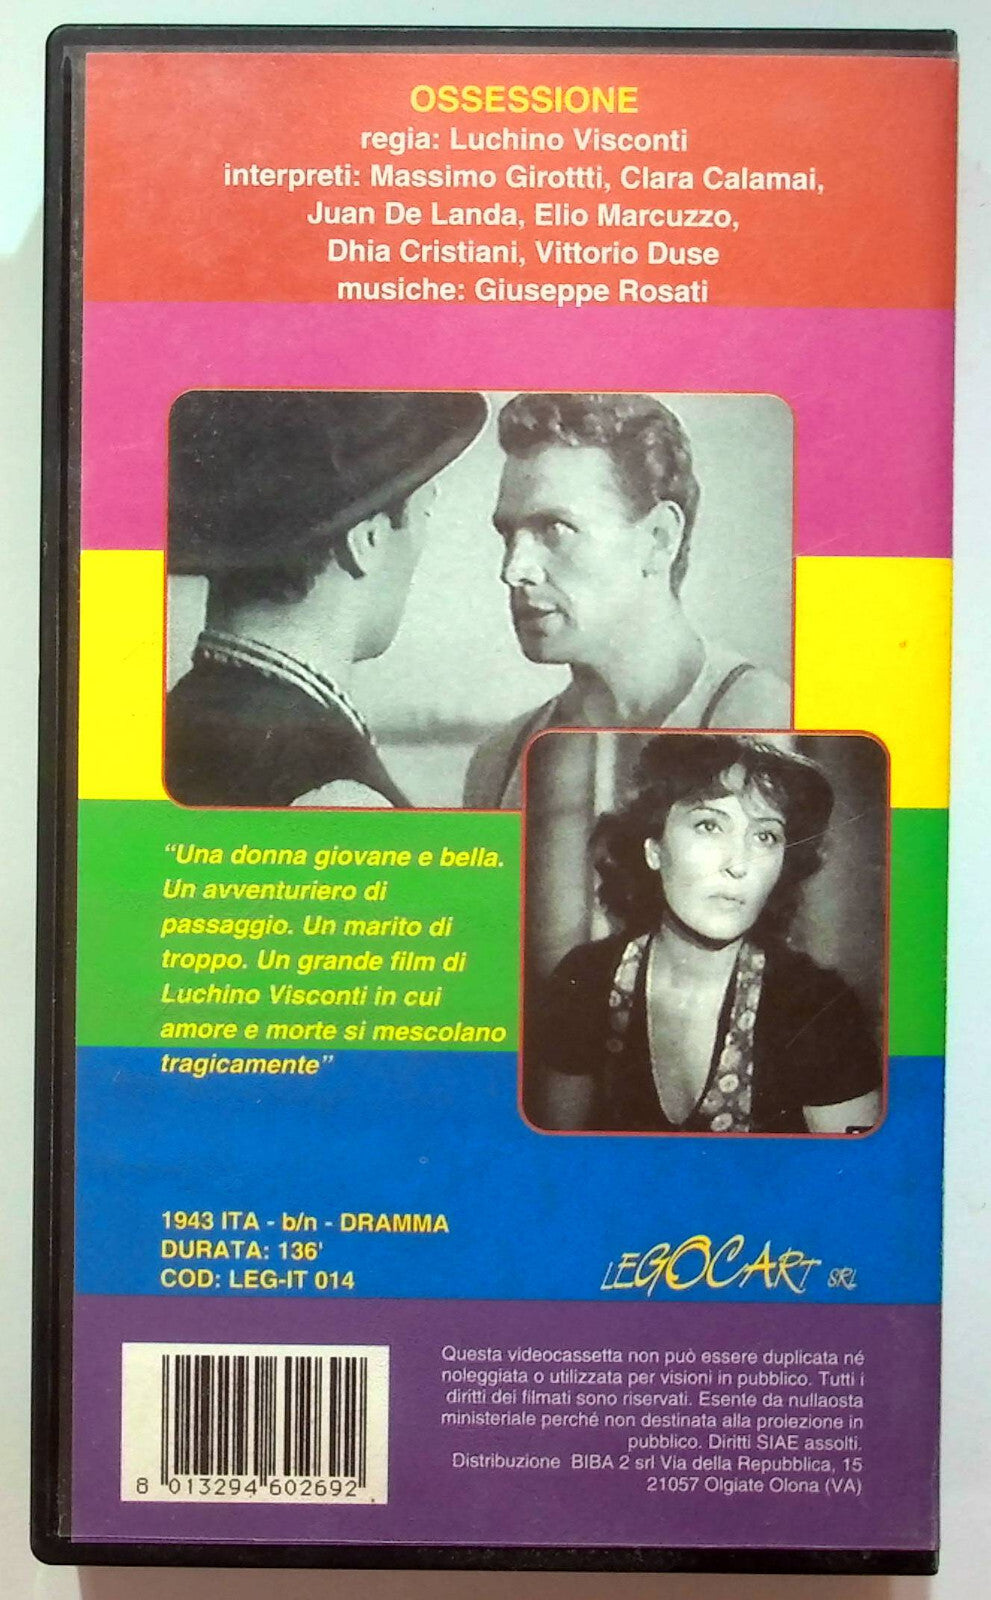 OSSESSIONE
regia: Luchino Visconti
interpreti: Massimo Girottti, Clara Calamai,
Juan De Landa, Elio Marcuzzo,
Dhia Cristiani, Vittorio Duse
musiche: Giuseppe Rosati
“Una donna giovane e bella.
Un avventuriero di
passaggio. Un marito di
troppo. Un grande film di
Luchino Visconti in cui
amore e morte si mescolano
tragicamente”
1943 ITA - b/n - DRAMMA
DURATA: 136'
COD: LEG-IT 014
LEGOCART SRL
Questa videocassetta non può essere duplicata né
noleggiata o utilizzata per visioni in pubblico. Tutti i
diritti dei filmati sono riservati. Esente da nullaosta
ministeriale perché non destinata alla proiezione in
pubblico. Diritti SIAE assolti.
Distribuzione BIBA 2 srl Via della Repubblica, 15
21057 Olgiate Olona (VA)
8 013294 602692